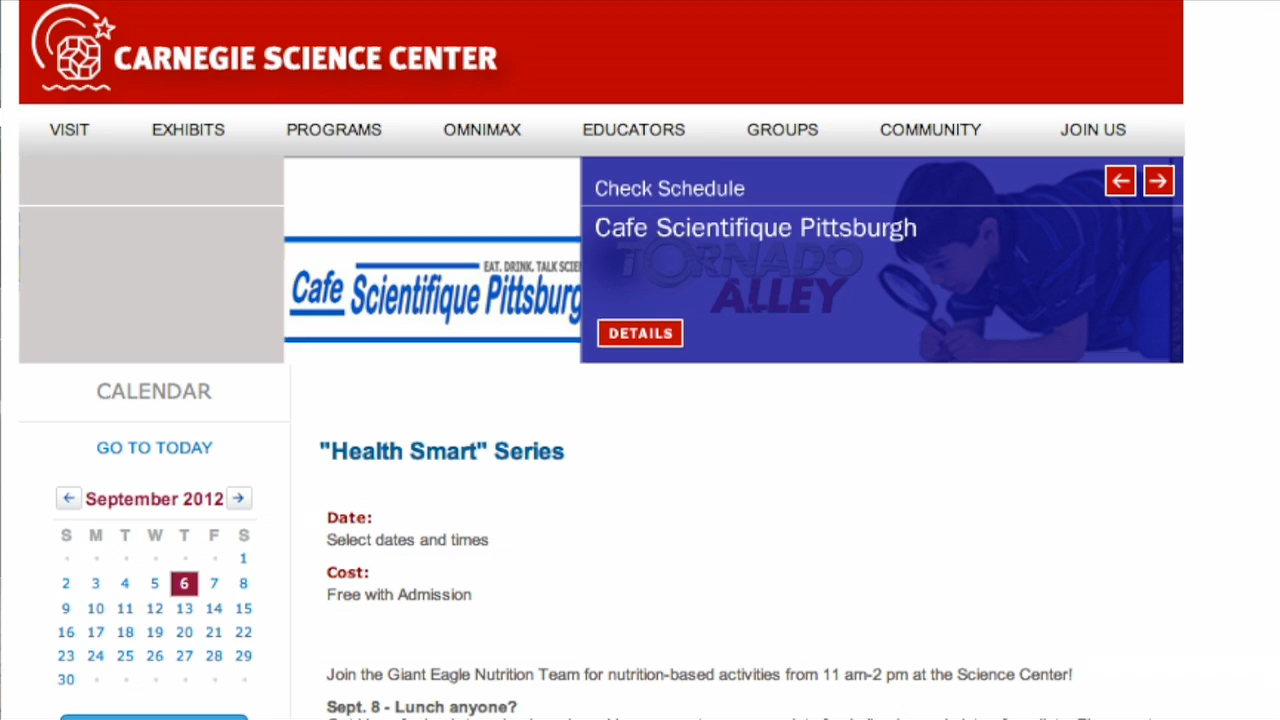 CARNEGIE SCIENCE CENTER
VISIT EXHIBITS PROGRAMS OMNIMAX EDUCATORS GROUPS COMMUNITY JOIN US
EAT. DRINK. TALK SCIE
Cafe Scientifique Pittsburg
Check Schedule
Cafe Scientifique Pittsburgh
TORNADO
ALLEY
DETAILS
CALENDAR
GO TO TODAY
September 2012
S M T W T F S
1
2 3 4 5 6 7 8
9 10 11 12 13 14 15
16 17 18 19 20 21 22
23 24 25 26 27 28 29
30
"Health Smart" Series
Date:
Select dates and times
Cost:
Free with Admission
Join the Giant Eagle Nutrition Team for nutrition-based activities from 11 am-2 pm at the Science Center!
Sept. 8 - Lunch anyone?